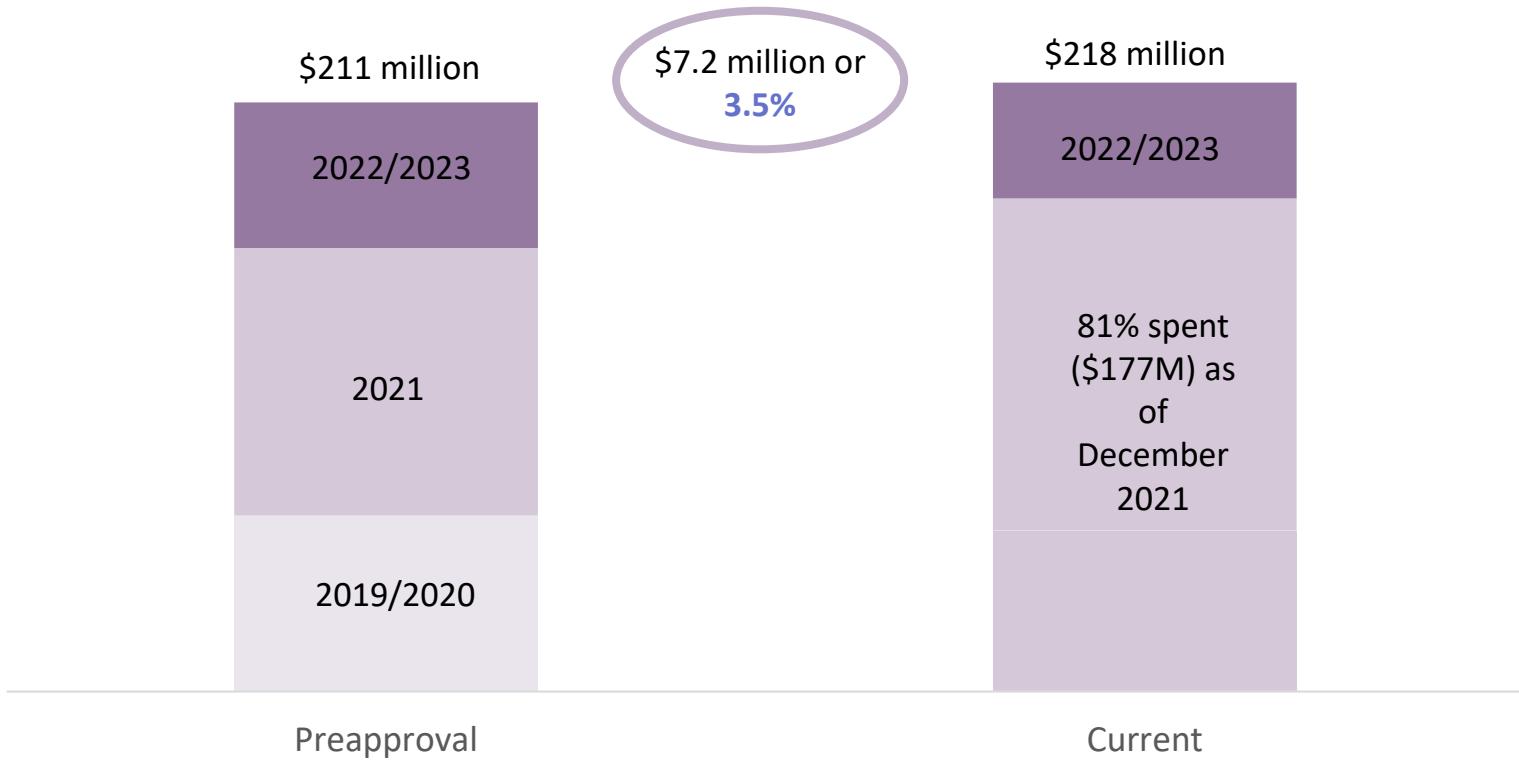 $211 million
$7.2 million or
3.5%
$218 million
2022/2023
2022/2023
2021
81% spent
($177M) as
of
December
2021
2019/2020
Preapproval
Current